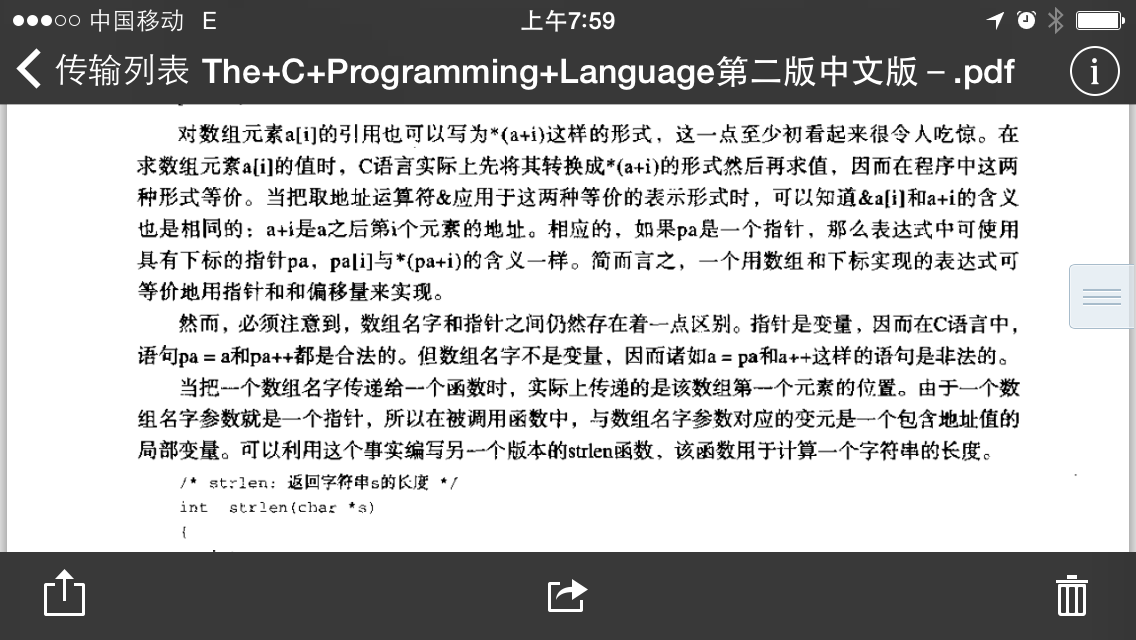 中国移动 E 上午7:59
传输列表 The+C+Programming+Language第二版中文版 – .pdf
对数组元素a[i]的引用也可以写为*(a+i)这样的形式，这一点至少初看起来很令人吃惊。在
求数组元素a[i]的值时，C语言实际上先将其转换成*(a+i)的形式然后再求值，因而在程序中这两
种形式等价。当把取地址运算符&应用于这两种等价的表示形式时，可以知道&a[i]和a+i的含义
也是相同的：a+i是a之后第i个元素的地址。相应的，如果pa是一个指针，那么表达式中可使用
具有下标的指针pa，pa[i]与*(pa+i)的含义一样。简而言之，一个用数组和下标实现的表达式可
等价地用指针和和偏移量来实现。
然而，必须注意到，数组名字和指针之间仍然存在着一点区别。指针是变量，因而在C语言中，
语句pa = a和pa++都是合法的。但数组名字不是变量，因而诸如a = pa和a++这样的语句是非法的。
当把一个数组名字传递给一个函数时，实际上传递的是该数组第一个元素的位置。由于一个数
组名字参数就是一个指针，所以在被调用函数中，与数组名字参数对应的变元是一个包含地址值的
局部变量。可以利用这个事实编写另一个版本的strlen函数，该函数用于计算一个字符串的长度。
/* strlen: 返回字符串s的长度 */
int strlen(char *s)
{